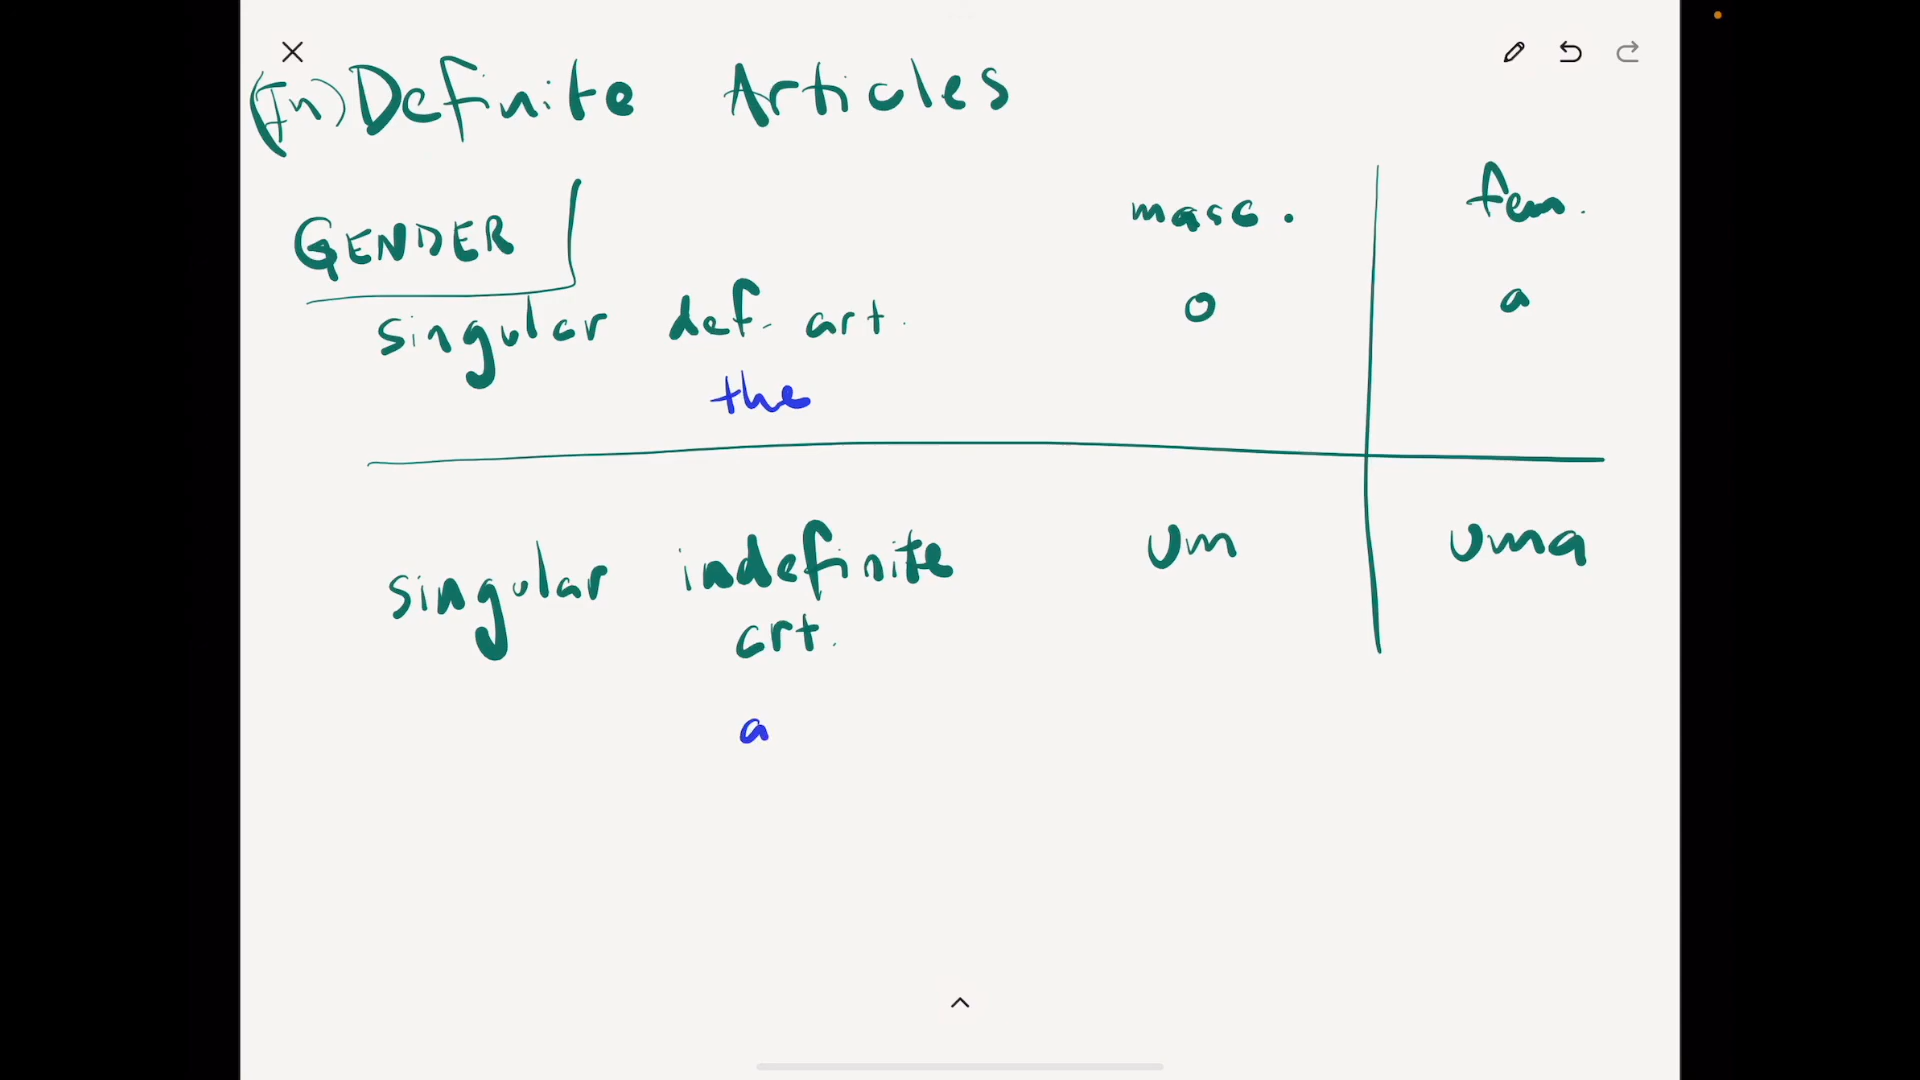 (In)Definite Articles
GENDER
masc. fem.
singular def. art. o a
the
singular indefinite um uma
art.
a